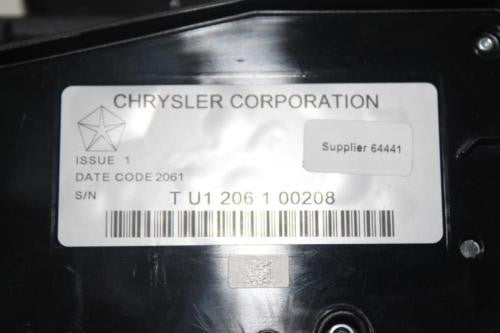 CHRYSLER CORPORATION
Supplier 64441
ISSUE 1
DATE CODE 2061
S/N T U1 206 1 00208